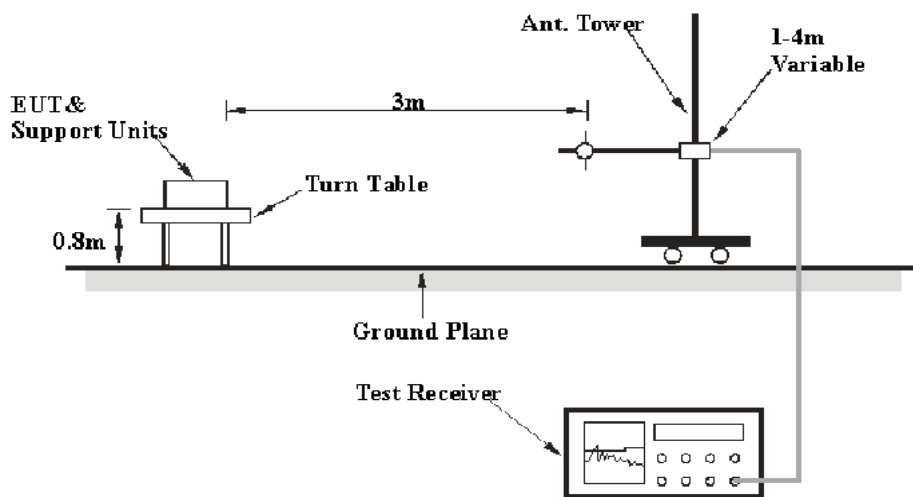 Ant. Tower
1-4m
Variable
3m
EUT &
Support Units
Turn Table
0.8m
Ground Plane
Test Receiver